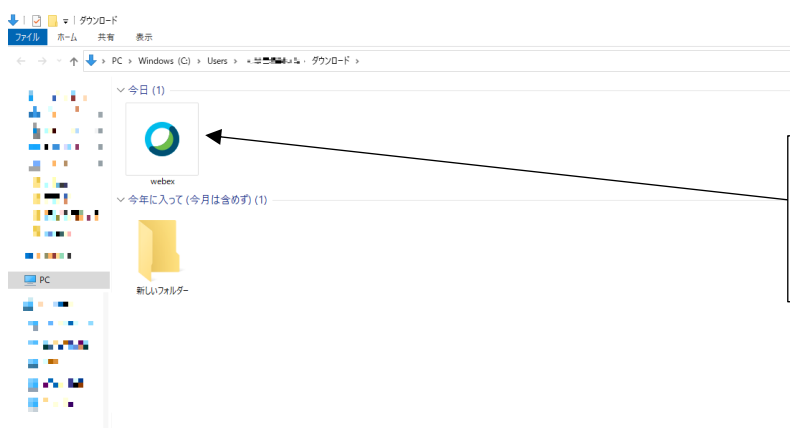 ダウンロード
ファイル ホーム 共有 表示
PC › Windows (C:) › Users › ダウンロード ›
今日 (1)
webex
今年に入って (今月は含めず) (1)
新しいフォルダー
PC